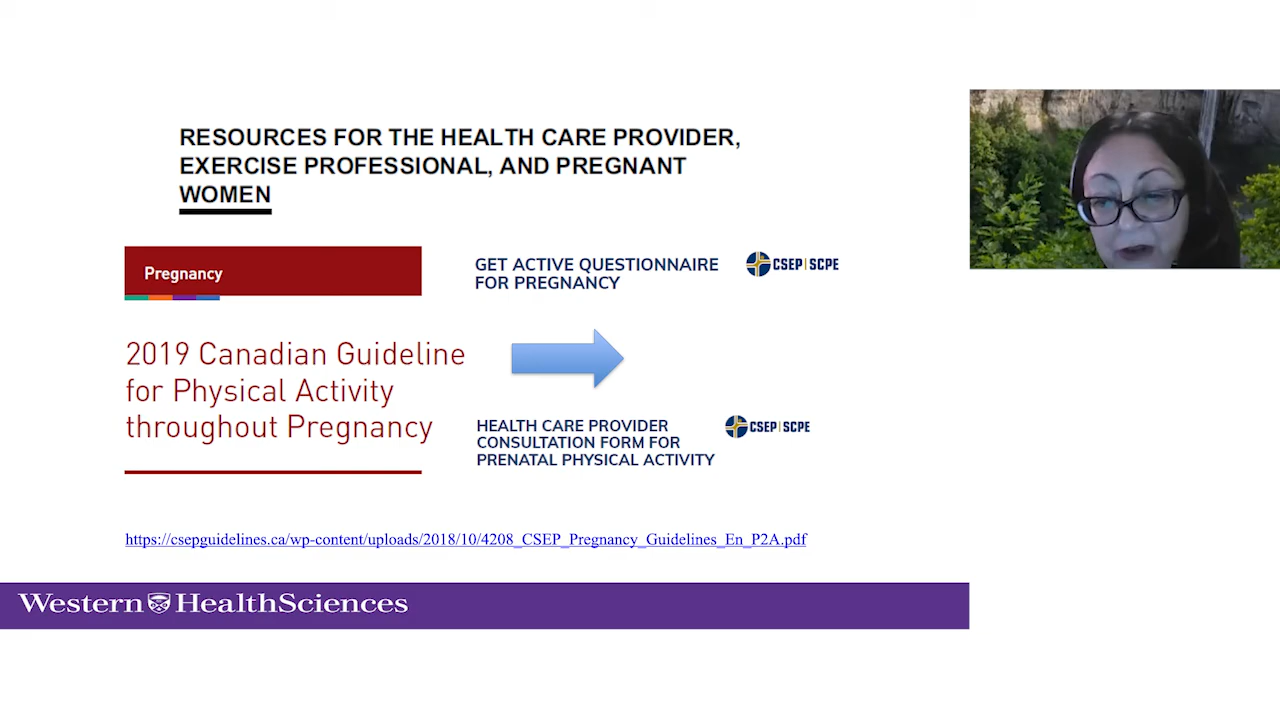 RESOURCES FOR THE HEALTH CARE PROVIDER,
EXERCISE PROFESSIONAL, AND PREGNANT
WOMEN
Pregnancy
2019 Canadian Guideline
for Physical Activity
throughout Pregnancy
GET ACTIVE QUESTIONNAIRE
FOR PREGNANCY
CSEP | SCPE
HEALTH CARE PROVIDER
CONSULTATION FORM FOR
PRENATAL PHYSICAL ACTIVITY
CSEP | SCPE
https://csepguidelines.ca/wp-content/uploads/2018/10/4208_CSEP_Pregnancy_Guidelines_En_P2A.pdf
Western HealthSciences